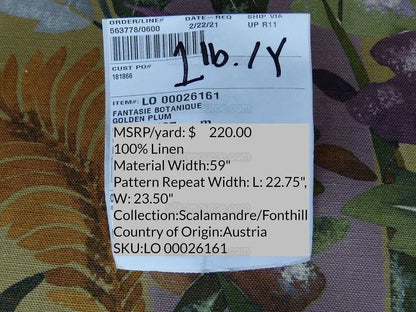 ORDER/LINE# DATE-REQ SHIP VIA
563778/0600 2/22/21 UP R11
CUST PO#
181866
1 lb. 1Y
ITEM#: LO 00026161
FANTASIE BOTANIQUE
GOLDEN PLUM
MSRP/yard: $ 220.00
100% Linen
Material Width:59"
Pattern Repeat Width: L: 22.75",
W: 23.50"
Collection:Scalamandre/Fonthill
Country of Origin:Austria
SKU:LO 00026161